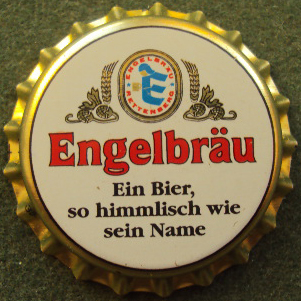 ENGELBRÄU
RETTENBERG
Engelbräu
Ein Bier,
so himmlisch wie
sein Name